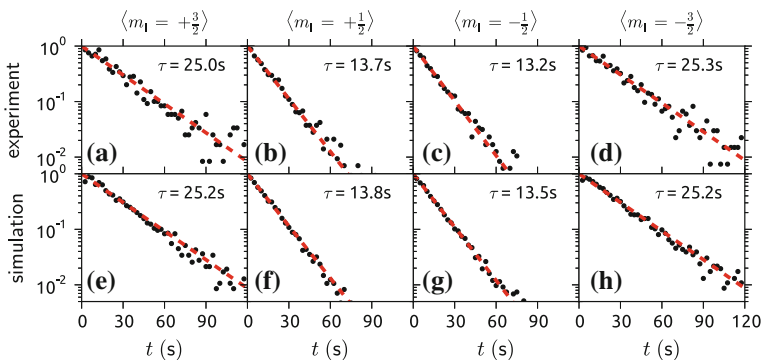 ⟨m_I = +3/2⟩ ⟨m_I = +1/2⟩ ⟨m_I = −1/2⟩ ⟨m_I = −3/2⟩
experiment
10^0
10^-1
10^-2
τ = 25.0s τ = 13.7s τ = 13.2s τ = 25.3s
(a) (b) (c) (d)
simulation
10^0
10^-1
10^-2
τ = 25.2s τ = 13.8s τ = 13.5s τ = 25.2s
(e) (f) (g) (h)
0 30 60 90 0 30 60 90 0 30 60 90 0 30 60 90 120
t (s) t (s) t (s) t (s)